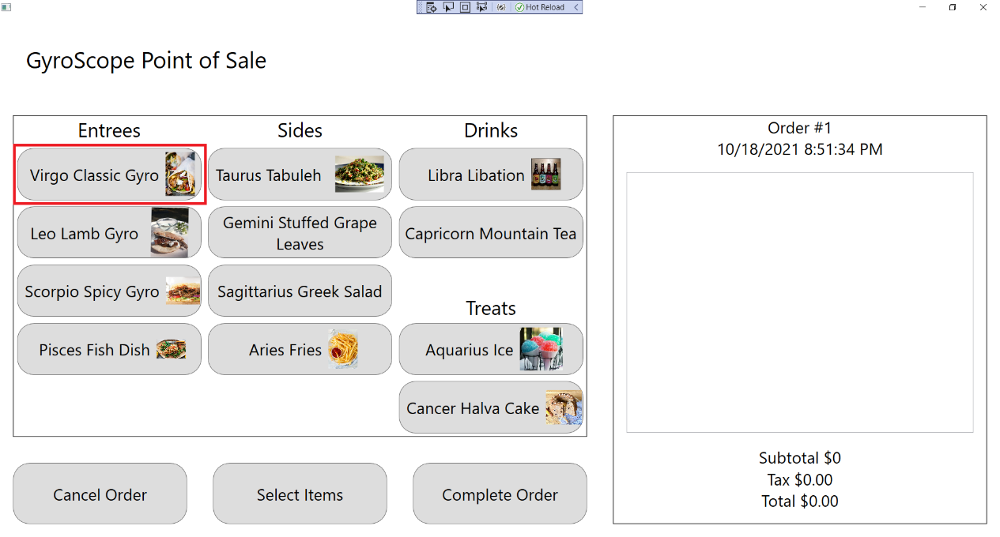 Hot Reload
GyroScope Point of Sale
Entrees
Virgo Classic Gyro
Leo Lamb Gyro
Scorpio Spicy Gyro
Pisces Fish Dish
Sides
Taurus Tabuleh
Gemini Stuffed Grape
Leaves
Sagittarius Greek Salad
Aries Fries
Drinks
Libra Libation
Capricorn Mountain Tea
Treats
Aquarius Ice
Cancer Halva Cake
Cancel Order
Select Items
Complete Order
Order #1
10/18/2021 8:51:34 PM
Subtotal $0
Tax $0.00
Total $0.00